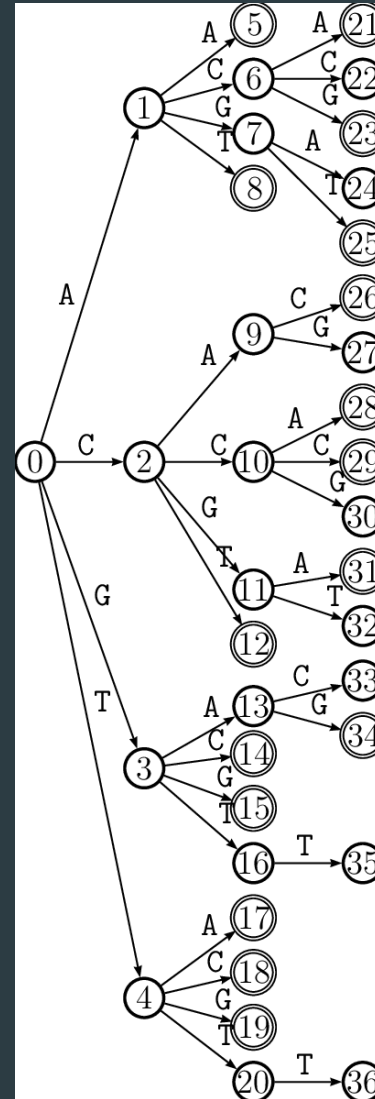 A 5 A 21
C 6 C 22
1 G 7 G 23
T 8 A 24
T 25
A
C 26
9 G 27
A
A 28
0 C 2 C 10 C 29
G G 30
T 11 A 31
12 T 32
G
C 33
A 13 G 34
T C 14
3 G 15
T 16 T 35
A 17
C 18
4 G 19
T 20 T 36